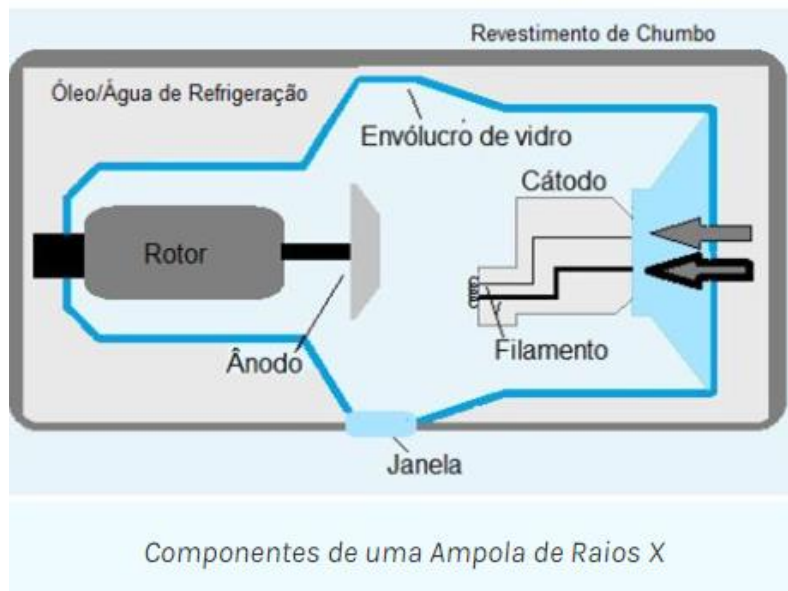 Revestimento de Chumbo
Óleo/Água de Refrigeração
Envólucro de vidro
Cátodo
Rotor
Ânodo
Filamento
Janela
Componentes de uma Ampola de Raios X